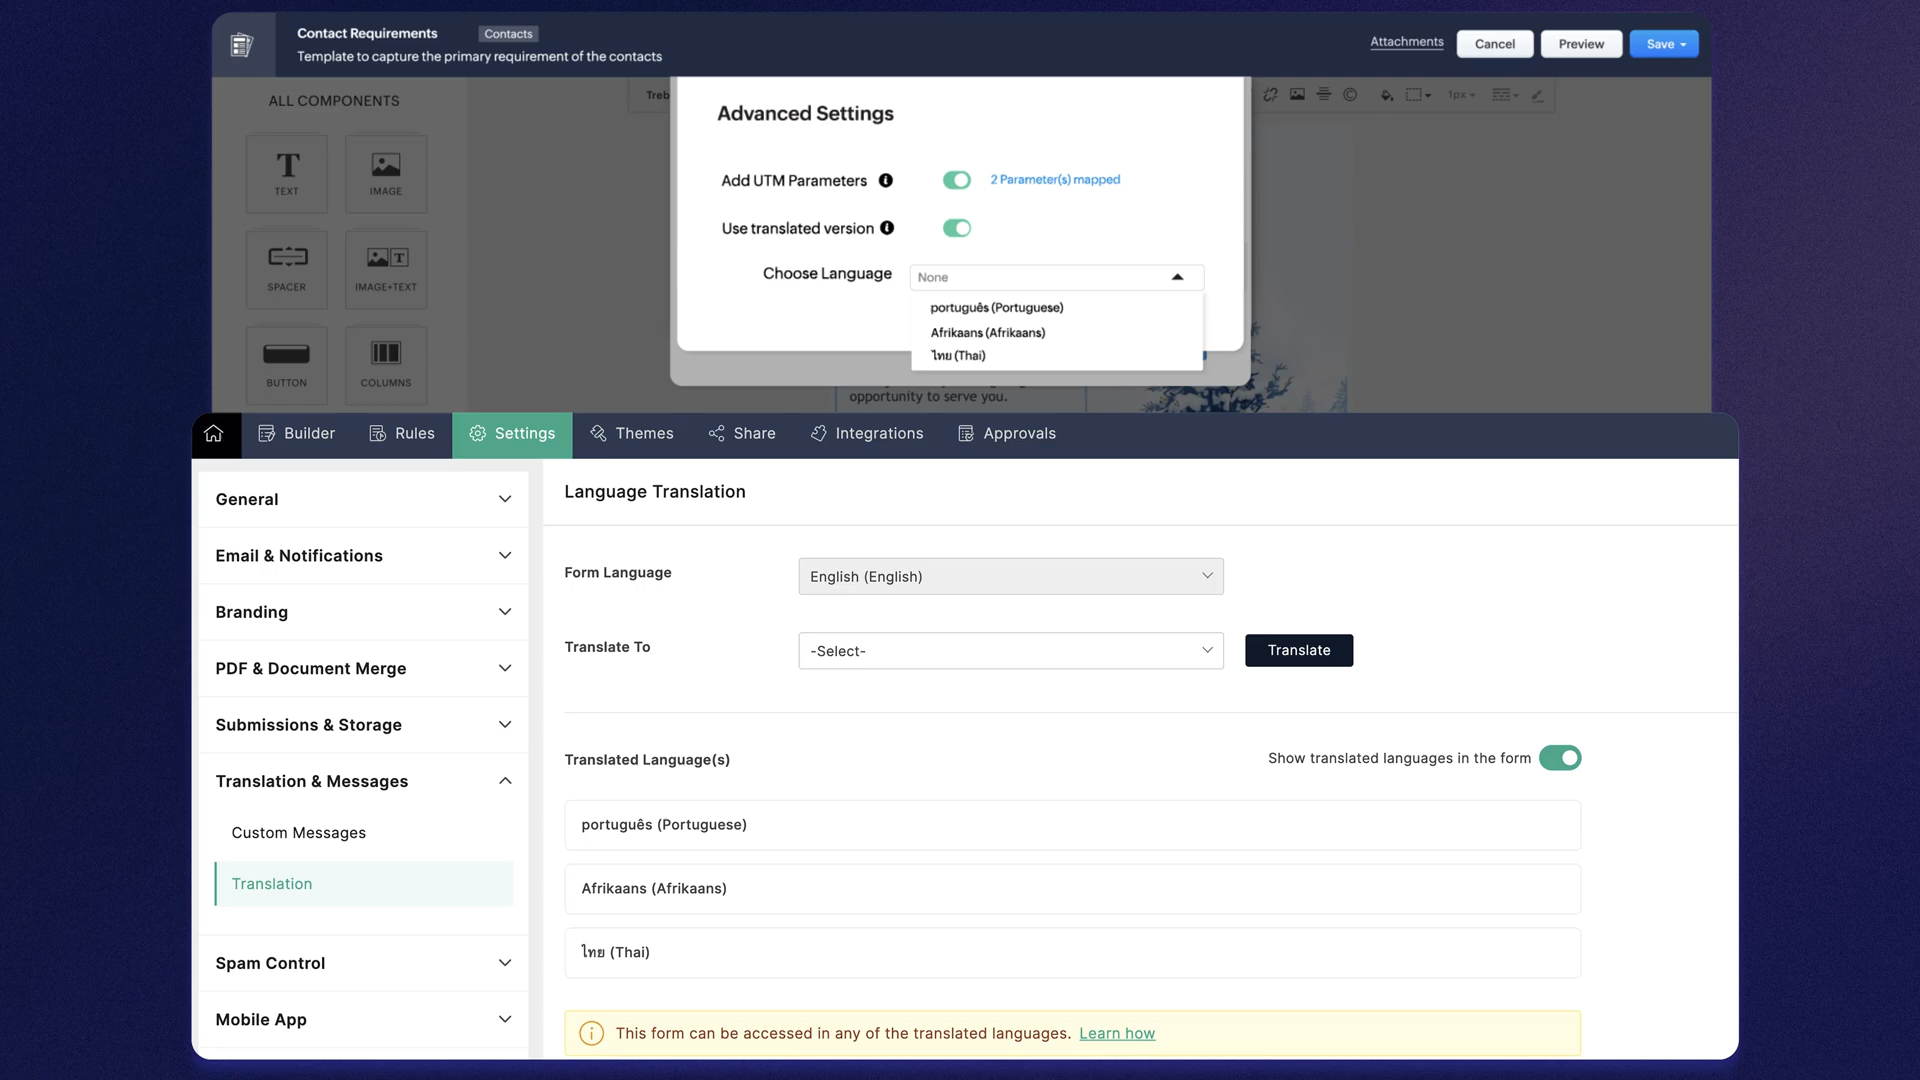 Contact Requirements Contacts
Template to capture the primary requirement of the contacts
Attachments Cancel Preview Save
ALL COMPONENTS
TEXT IMAGE
SPACER IMAGE+TEXT
BUTTON COLUMNS
Treb
1px
Advanced Settings
Add UTM Parameters 2 Parameter(s) mapped
Use translated version
Choose Language None
português (Portuguese)
Afrikaans (Afrikaans)
ไทย (Thai)
opportunity to serve you.
Builder Rules Settings Themes Share Integrations Approvals
General
Email & Notifications
Branding
PDF & Document Merge
Submissions & Storage
Translation & Messages
Custom Messages
Translation
Spam Control
Mobile App
Language Translation
Form Language English (English)
Translate To -Select- Translate
Translated Language(s) Show translated languages in the form
português (Portuguese)
Afrikaans (Afrikaans)
ไทย (Thai)
This form can be accessed in any of the translated languages. Learn how